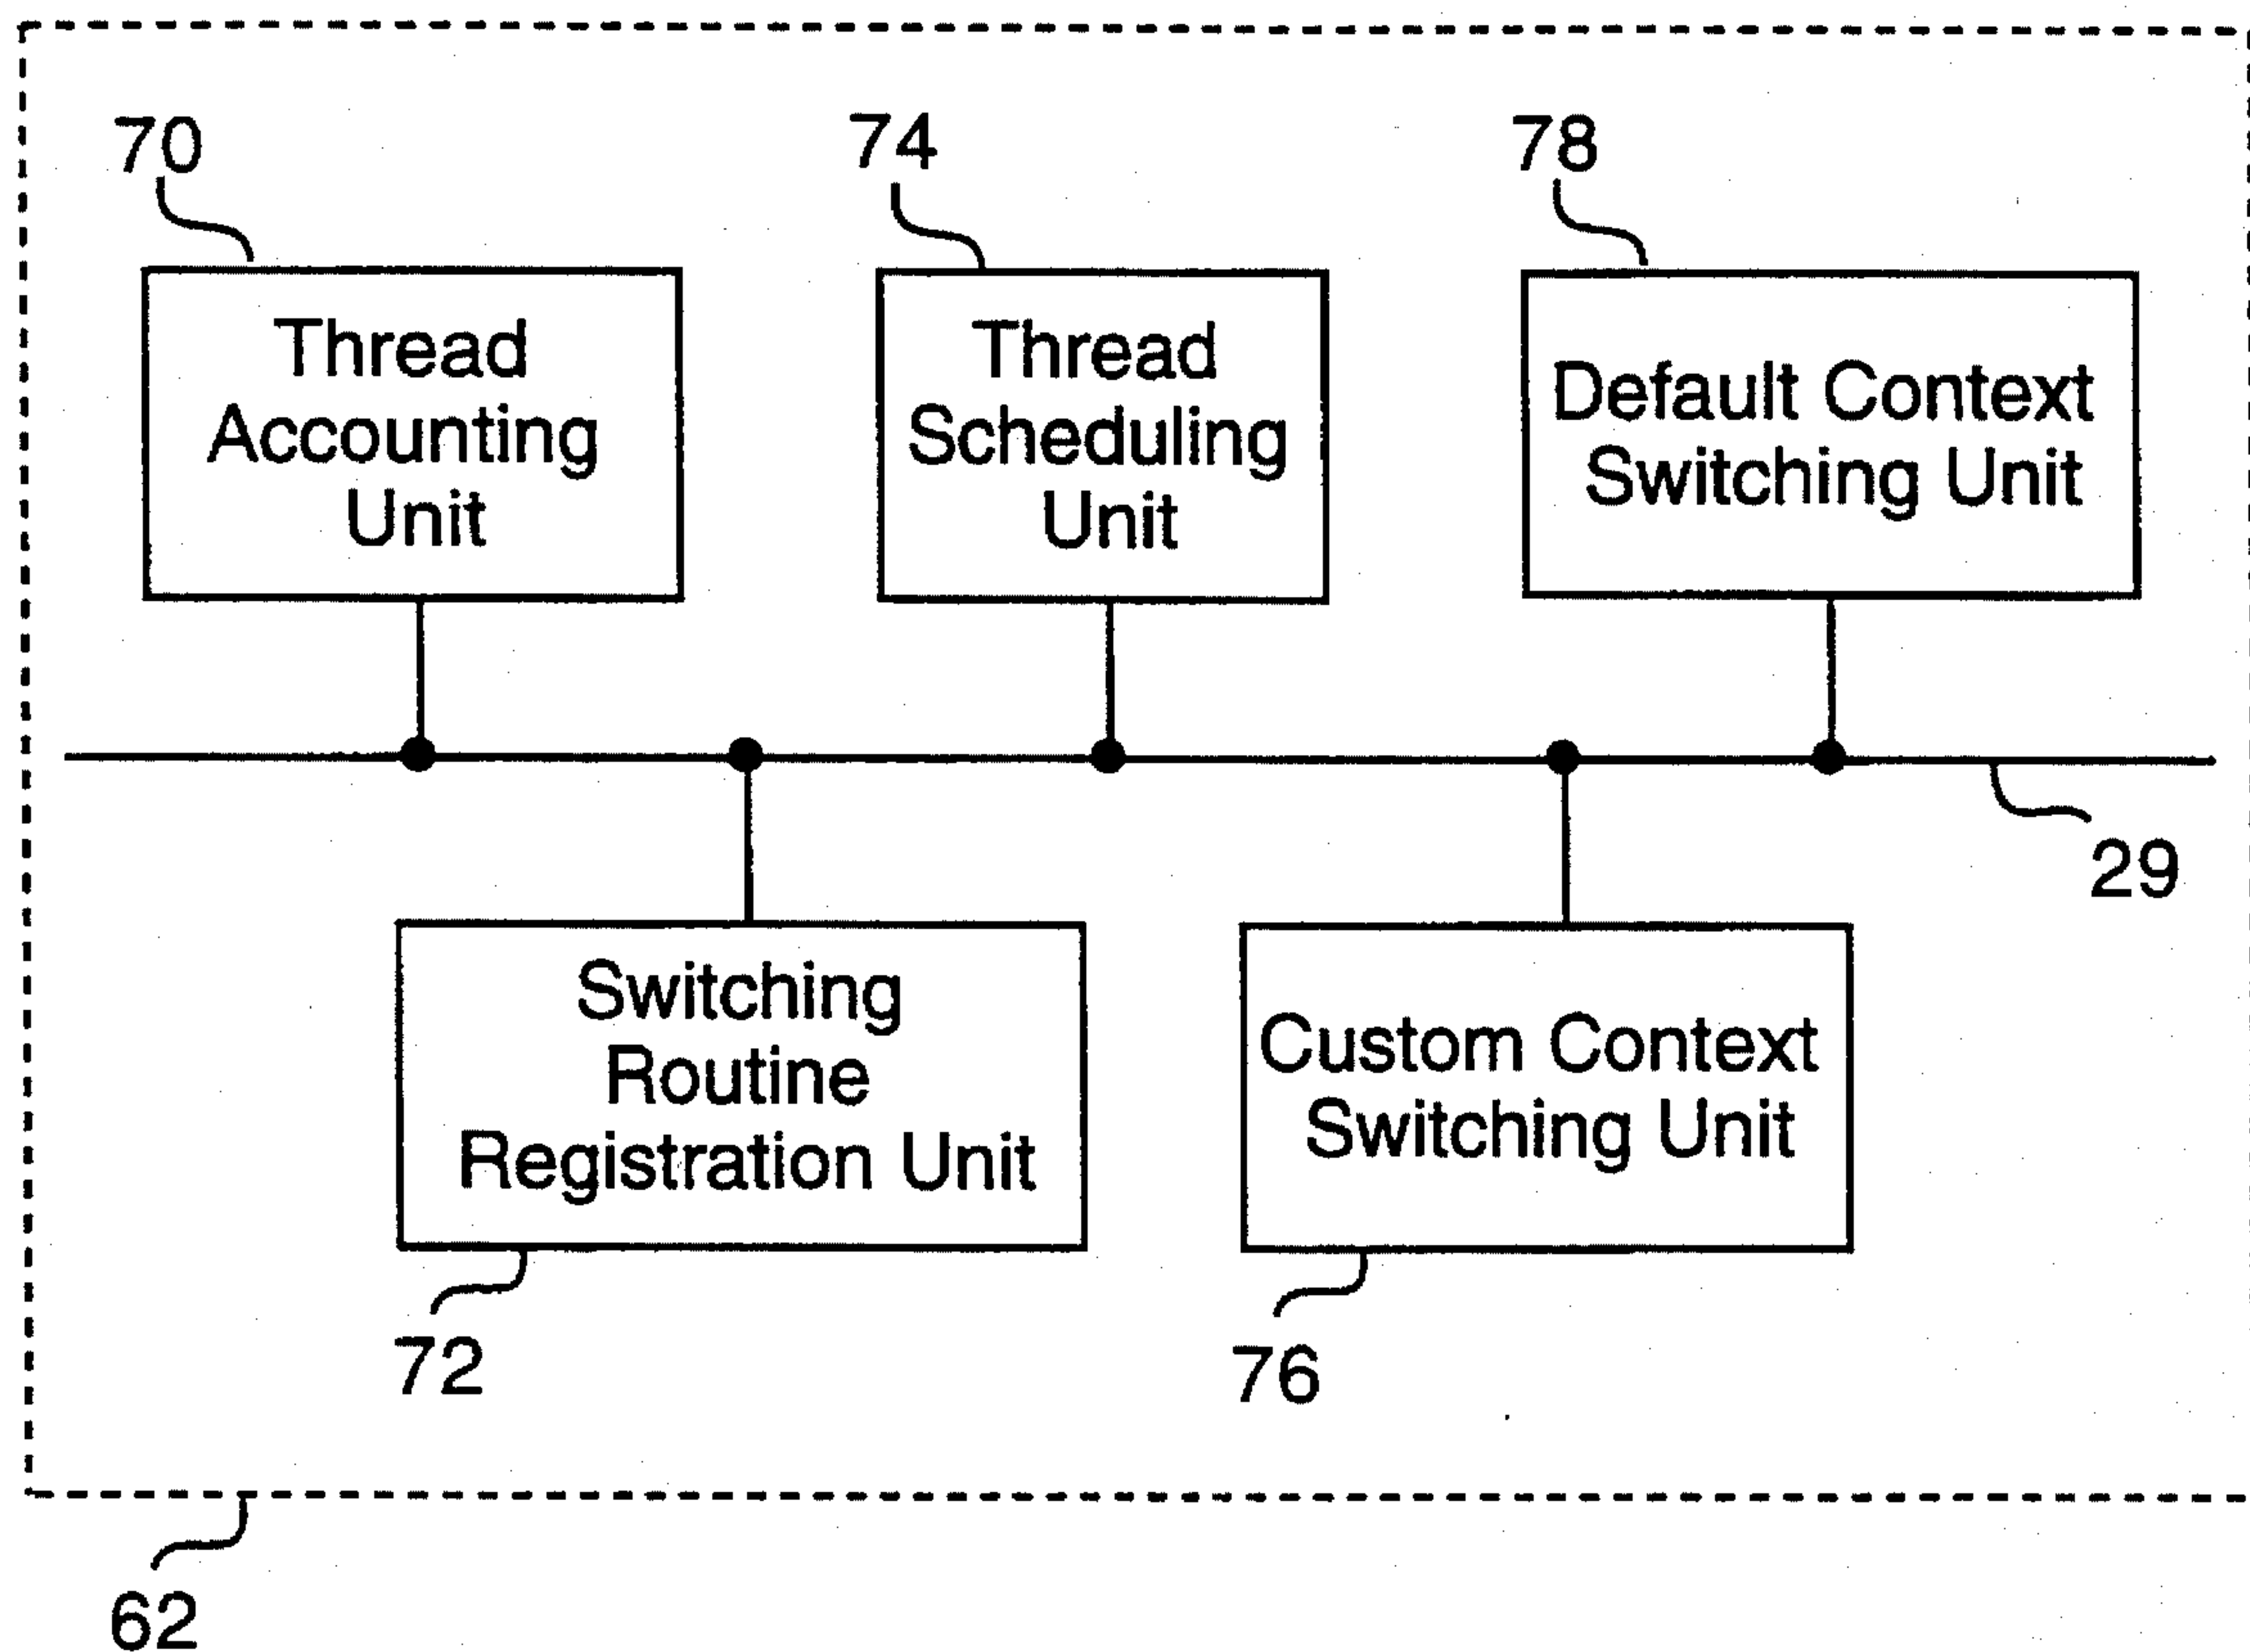 70
74
78
Thread
Accounting
Unit
Thread
Scheduling
Unit
Default Context
Switching Unit
29
Switching
Routine
Registration Unit
Custom Context
Switching Unit
72
76
62